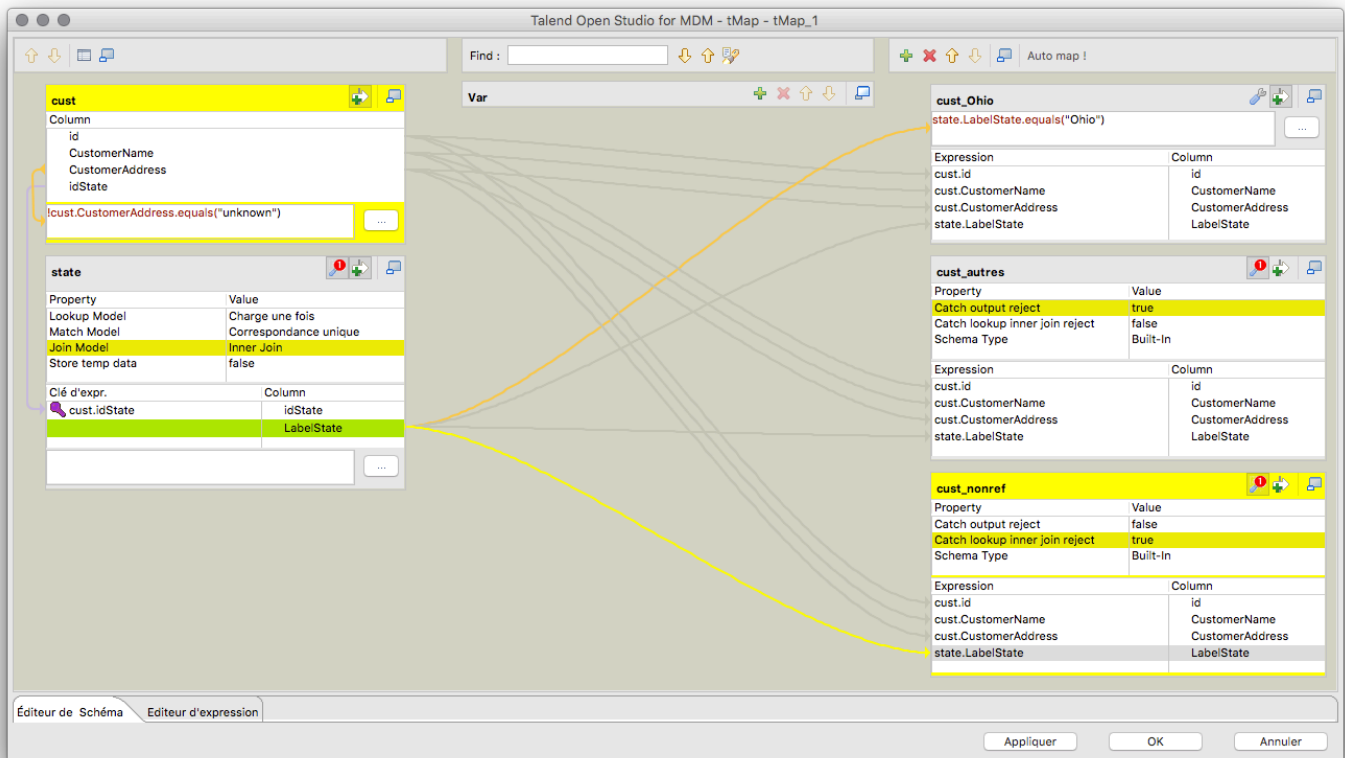 Talend Open Studio for MDM - tMap - tMap_1
Find :
Auto map !
cust
Column
id
CustomerName
CustomerAddress
idState
!cust.CustomerAddress.equals("unknown")
...
state
1
Property Value
Lookup Model Charge une fois
Match Model Correspondance unique
Join Model Inner Join
Store temp data false
Clé d'expr. Column
cust.idState idState
LabelState
...
Var
cust_Ohio
state.LabelState.equals("Ohio")
...
Expression Column
cust.id id
cust.CustomerName CustomerName
cust.CustomerAddress CustomerAddress
state.LabelState LabelState
cust_autres
1
Property Value
Catch output reject true
Catch lookup inner join reject false
Schema Type Built-In
Expression Column
cust.id id
cust.CustomerName CustomerName
cust.CustomerAddress CustomerAddress
state.LabelState LabelState
cust_nonref
1
Property Value
Catch output reject false
Catch lookup inner join reject true
Schema Type Built-In
Expression Column
cust.id id
cust.CustomerName CustomerName
cust.CustomerAddress CustomerAddress
state.LabelState LabelState
Éditeur de Schéma Editeur d'expression
Appliquer OK Annuler